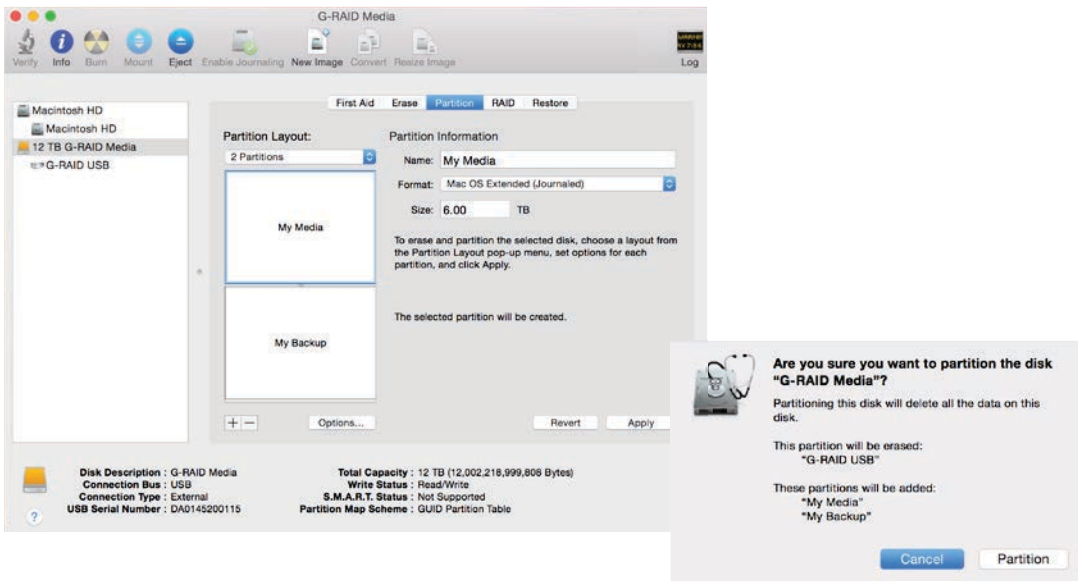 G-RAID Media
Verify Info Burn Mount Eject Enable Journaling New Image Convert Resize Image Log
First Aid Erase Partition RAID Restore
Macintosh HD
Macintosh HD
12 TB G-RAID Media
G-RAID USB
Partition Layout:
2 Partitions
My Media
My Backup
+ −
Options...
Partition Information
Name: My Media
Format: Mac OS Extended (Journaled)
Size: 6.00 TB
To erase and partition the selected disk, choose a layout from
the Partition Layout pop-up menu, set options for each
partition, and click Apply.
The selected partition will be created.
Revert Apply
Disk Description : G-RAID Media
Connection Bus : USB
Connection Type : External
USB Serial Number : DA0145200115
Total Capacity : 12 TB (12,002,218,999,808 Bytes)
Write Status : Read/Write
S.M.A.R.T. Status : Not Supported
Partition Map Scheme : GUID Partition Table
?
Are you sure you want to partition the disk
“G-RAID Media”?
Partitioning this disk will delete all the data on this
disk.
This partition will be erased:
“G-RAID USB”
These partitions will be added:
“My Media”
“My Backup”
Cancel Partition